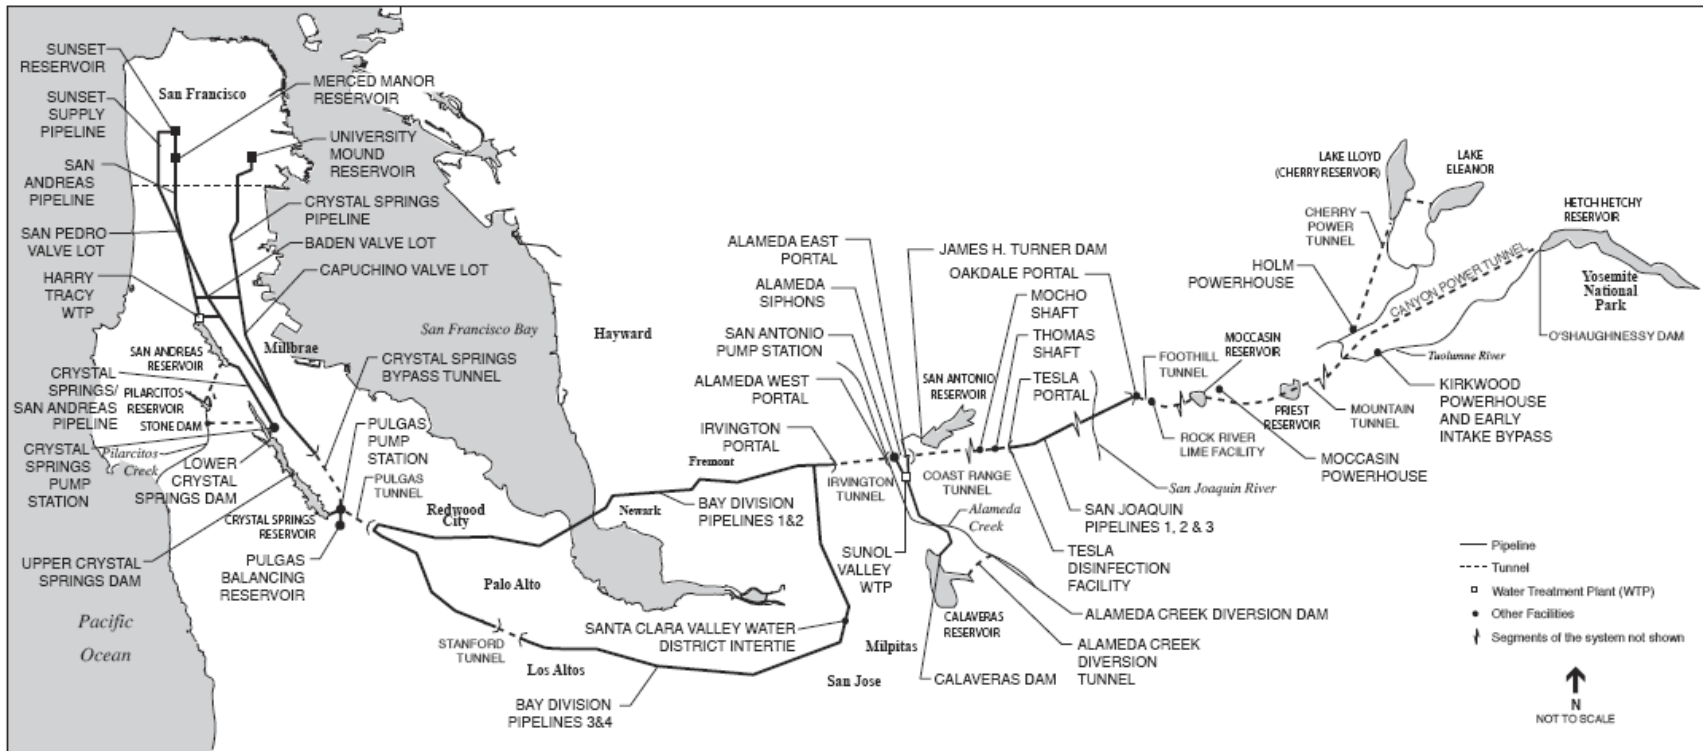 SUNSET
RESERVOIR
SUNSET
SUPPLY
PIPELINE
SAN
ANDREAS
PIPELINE
SAN PEDRO
VALVE LOT
HARRY
TRACY
WTP
San Francisco
MERCED MANOR
RESERVOIR
UNIVERSITY
MOUND
RESERVOIR
CRYSTAL SPRINGS
PIPELINE
BADEN VALVE LOT
CAPUCHINO VALVE LOT
San Francisco Bay
Millbrae
SAN ANDREAS
RESERVOIR
CRYSTAL
SPRINGS/
SAN ANDREAS
PIPELINE
PILARCITOS
RESERVOIR
STONE DAM
Pilarcitos
Creek
CRYSTAL
SPRINGS
PUMP
STATION
LOWER
CRYSTAL
SPRINGS DAM
CRYSTAL SPRINGS
BYPASS TUNNEL
PULGAS
PUMP
STATION
PULGAS
TUNNEL
CRYSTAL SPRINGS
RESERVOIR
UPPER CRYSTAL
SPRINGS DAM
PULGAS
BALANCING
RESERVOIR
Pacific
Ocean
Redwood
City
Palo Alto
STANFORD
TUNNEL
Los Altos
BAY DIVISION
PIPELINES 3&4
Hayward
Fremont
Newark
BAY DIVISION
PIPELINES 1&2
SANTA CLARA VALLEY WATER
DISTRICT INTERTIE
Milpitas
San Jose
ALAMEDA EAST
PORTAL
ALAMEDA
SIPHONS
SAN ANTONIO
PUMP STATION
ALAMEDA WEST
PORTAL
IRVINGTON
PORTAL
IRVINGTON
TUNNEL
SUNOL
VALLEY
WTP
JAMES H. TURNER DAM
OAKDALE PORTAL
MOCHO
SHAFT
THOMAS
SHAFT
TESLA
PORTAL
SAN ANTONIO
RESERVOIR
COAST RANGE
TUNNEL
Alameda
Creek
San Joaquin River
SAN JOAQUIN
PIPELINES 1, 2 & 3
TESLA
DISINFECTION
FACILITY
CALAVERAS
RESERVOIR
ALAMEDA CREEK DIVERSION DAM
ALAMEDA CREEK
DIVERSION
TUNNEL
CALAVERAS DAM
FOOTHILL
TUNNEL
ROCK RIVER
LIME FACILITY
MOCCASIN
RESERVOIR
MOCCASIN
POWERHOUSE
PRIEST
RESERVOIR
MOUNTAIN
TUNNEL
HOLM
POWERHOUSE
CHERRY
POWER
TUNNEL
LAKE LLOYD
(CHERRY RESERVOIR)
LAKE
ELEANOR
CANYON POWER TUNNEL
HETCH HETCHY
RESERVOIR
Yosemite
National
Park
O'SHAUGHNESSY DAM
Tuolumne River
KIRKWOOD
POWERHOUSE
AND EARLY
INTAKE BYPASS
Pipeline
Tunnel
Water Treatment Plant (WTP)
Other Facilities
Segments of the system not shown
N
NOT TO SCALE